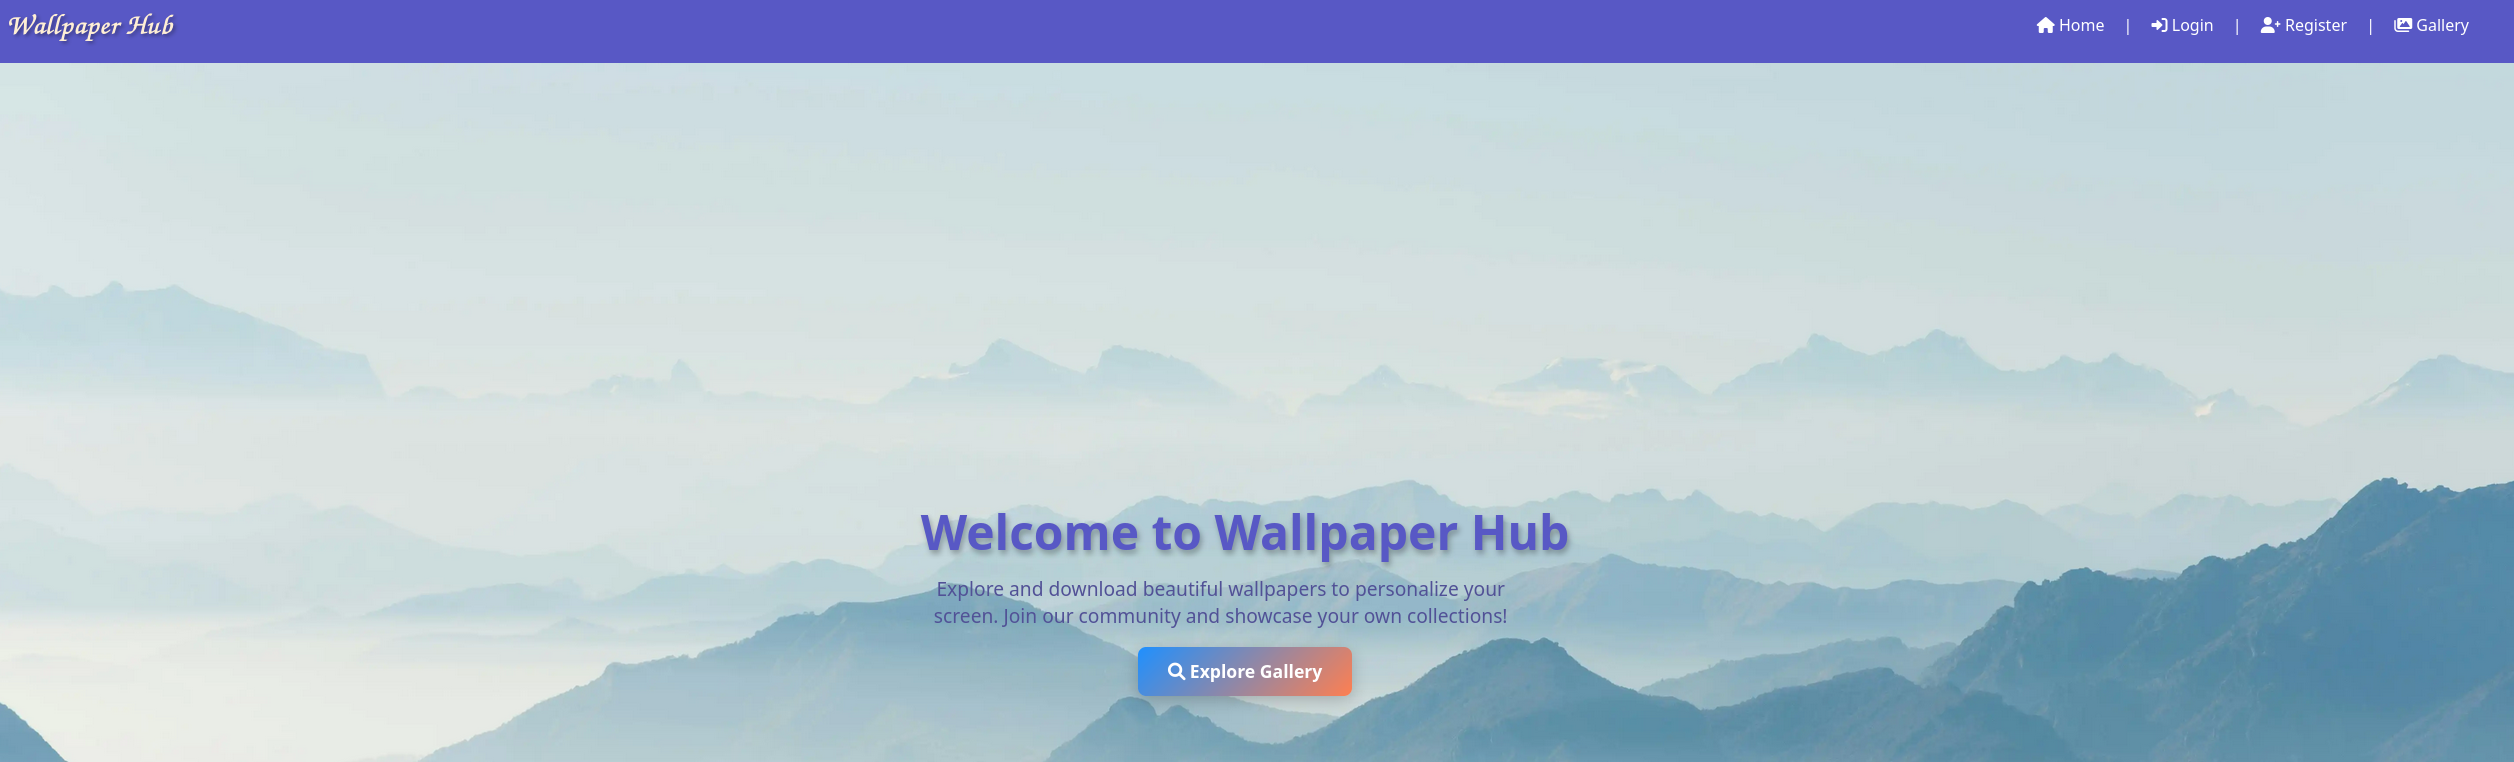 Wallpaper Hub
Home | Login | Register | Gallery
Welcome to Wallpaper Hub
Explore and download beautiful wallpapers to personalize your
screen. Join our community and showcase your own collections!
Explore Gallery